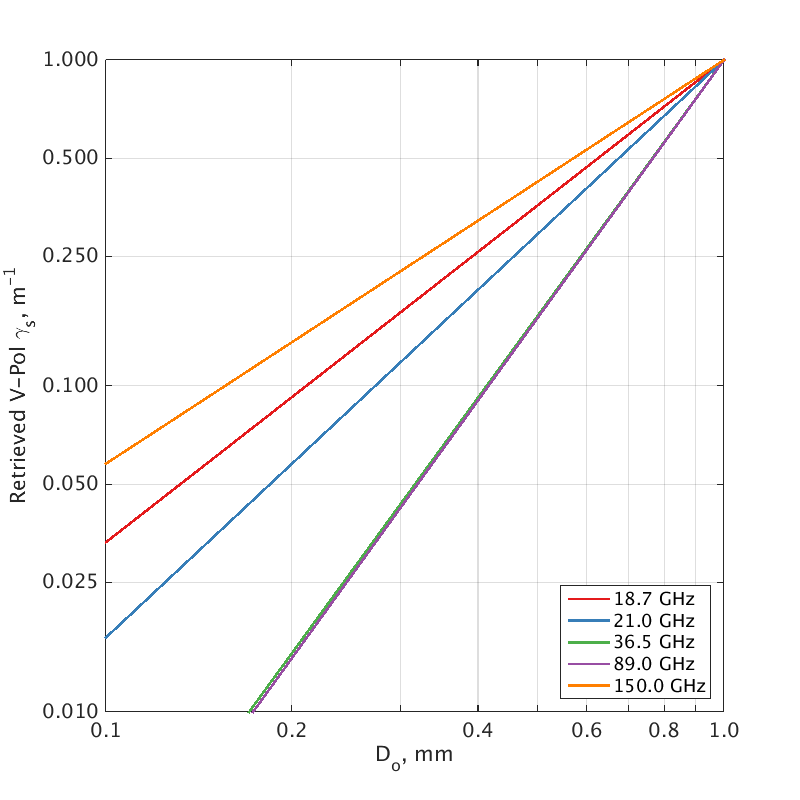 1.000
0.500
0.250
0.100
0.050
0.025
0.010
Retrieved V-Pol γs, m−1
0.1
0.2
0.4
0.6
0.8
1.0
Do, mm
18.7 GHz
21.0 GHz
36.5 GHz
89.0 GHz
150.0 GHz